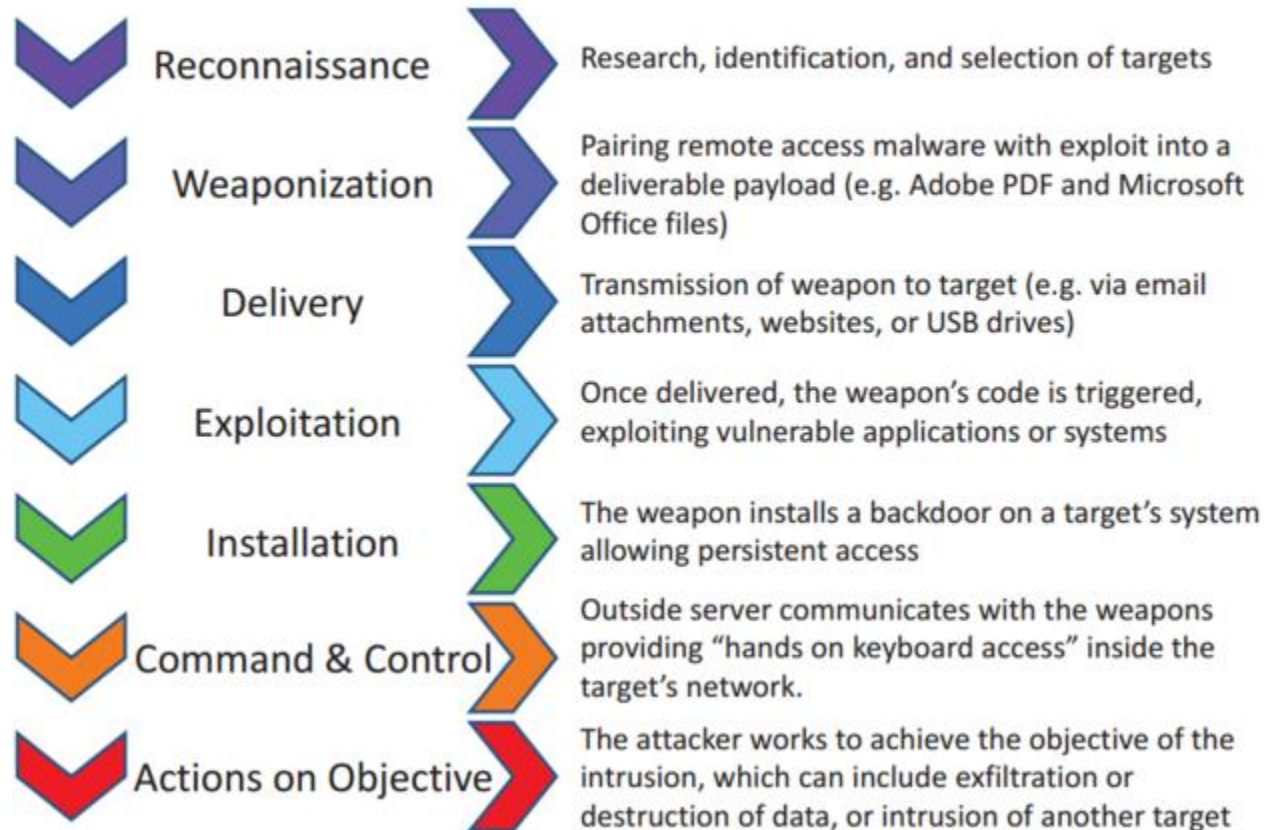 Reconnaissance
Research, identification, and selection of targets
Weaponization
Pairing remote access malware with exploit into a
deliverable payload (e.g. Adobe PDF and Microsoft
Office files)
Delivery
Transmission of weapon to target (e.g. via email
attachments, websites, or USB drives)
Exploitation
Once delivered, the weapon’s code is triggered,
exploiting vulnerable applications or systems
Installation
The weapon installs a backdoor on a target’s system
allowing persistent access
Command & Control
Outside server communicates with the weapons
providing “hands on keyboard access” inside the
target’s network.
Actions on Objective
The attacker works to achieve the objective of the
intrusion, which can include exfiltration or
destruction of data, or intrusion of another target